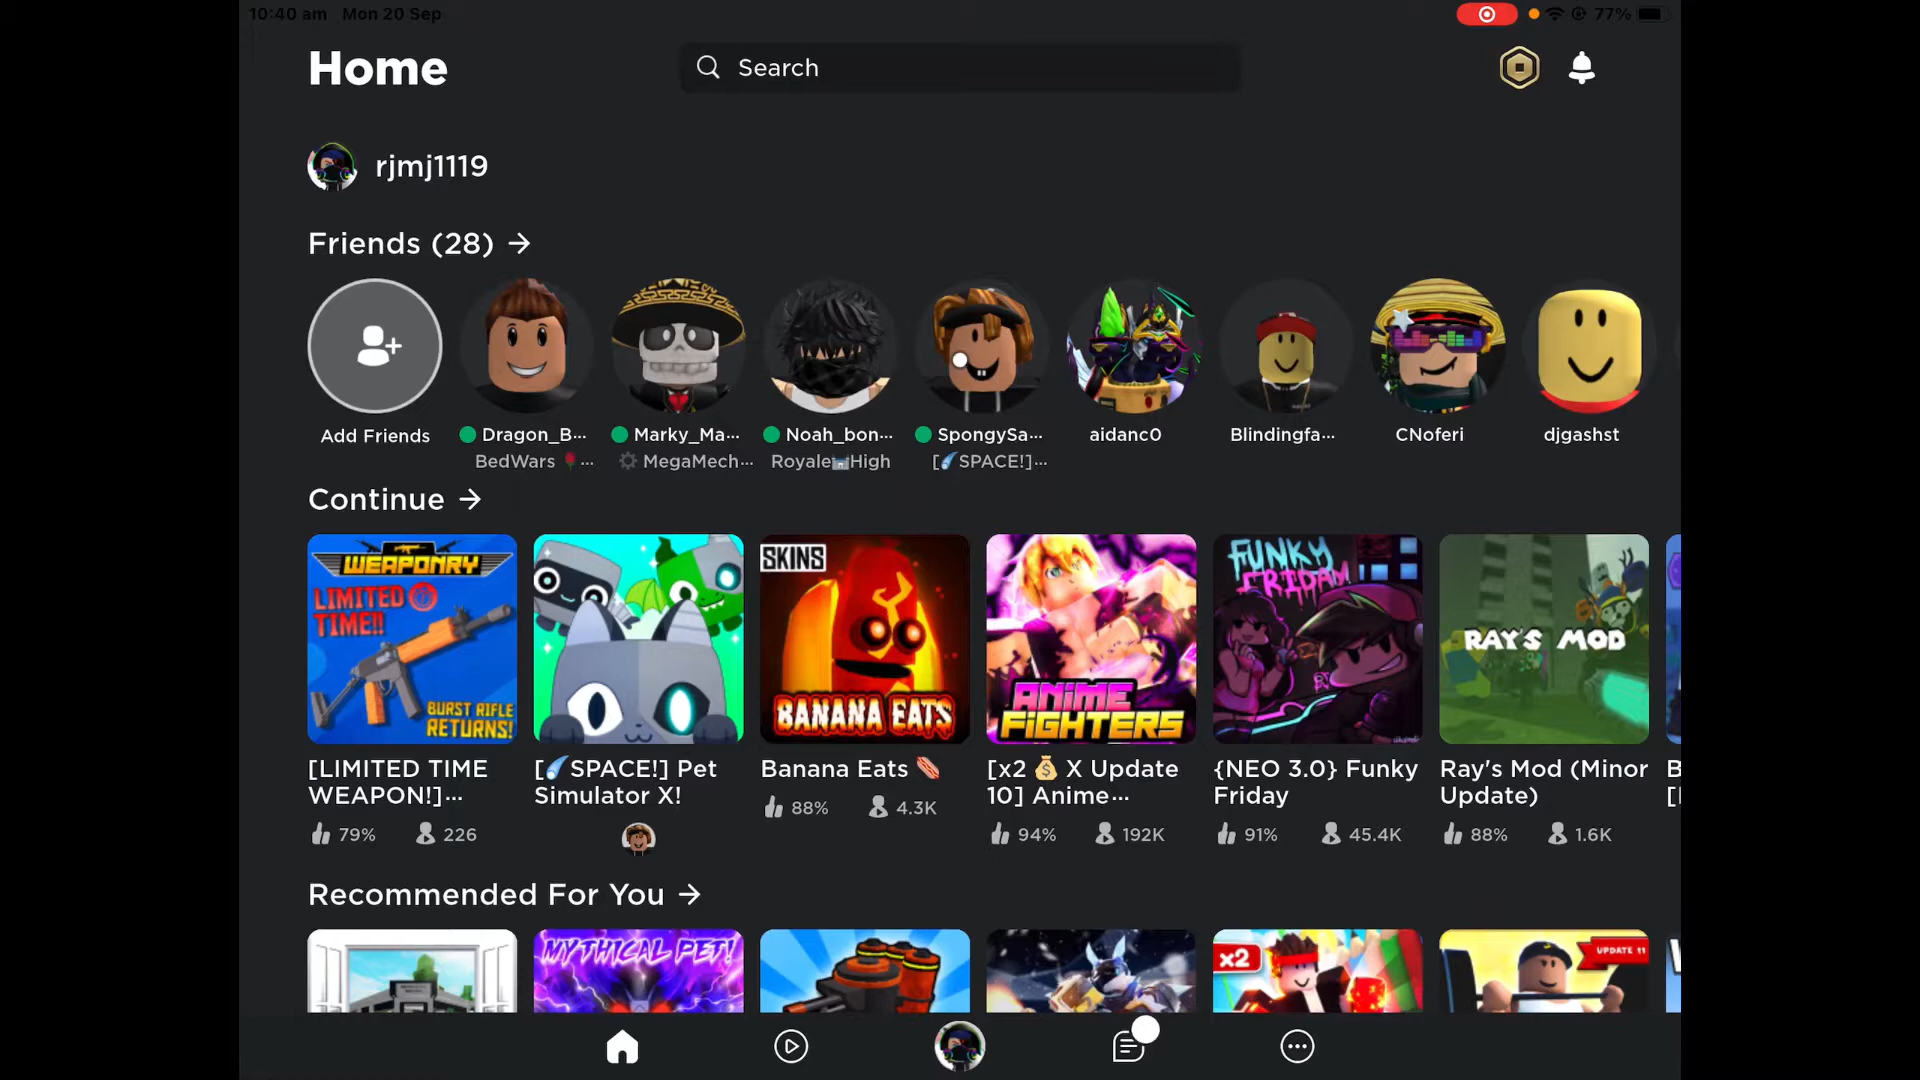 10:40 am Mon 20 Sep
77%
Home
Search
rjmj1119
Friends (28) →
Add Friends
Dragon_B...
Marky_Ma...
Noah_bon...
SpongySa...
aidanc0
Blindingfa...
CNoferi
djgashst
BedWars 🌹...
⚙ MegaMech...
Royale🏰High
[☄SPACE!]...
Continue →
WEAPONRY
LIMITED
TIME!!
BURST RIFLE
RETURNS!
SKINS
BANANA EATS
ANIME
FIGHTERS
FUNKY
FRIDAY
RAY'S MOD
[LIMITED TIME
WEAPON!]...
79% 226
[☄SPACE!] Pet
Simulator X!
Banana Eats 🌭
88% 4.3K
[x2 💰 X Update
10] Anime...
94% 192K
{NEO 3.0} Funky
Friday
91% 45.4K
Ray's Mod (Minor
Update)
88% 1.6K
Recommended For You →
MYTHICAL PET!
x2
UPDATE 11